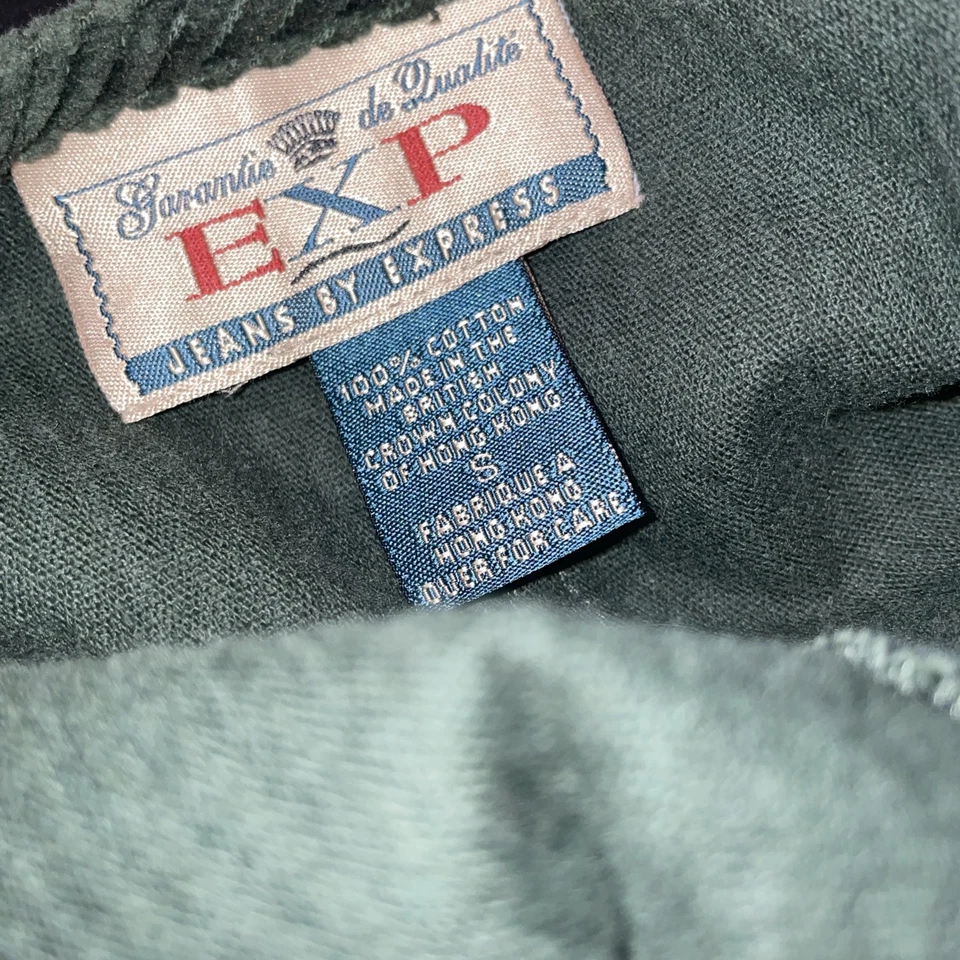 Garantie de Qualité
EXP
JEANS BY EXPRESS
100% COTTON
MADE IN THE
BRITISH
CROWN COLONY
OF HONG KONG
S
FABRIQUE A
HONG KONG
OVER FOR CARE